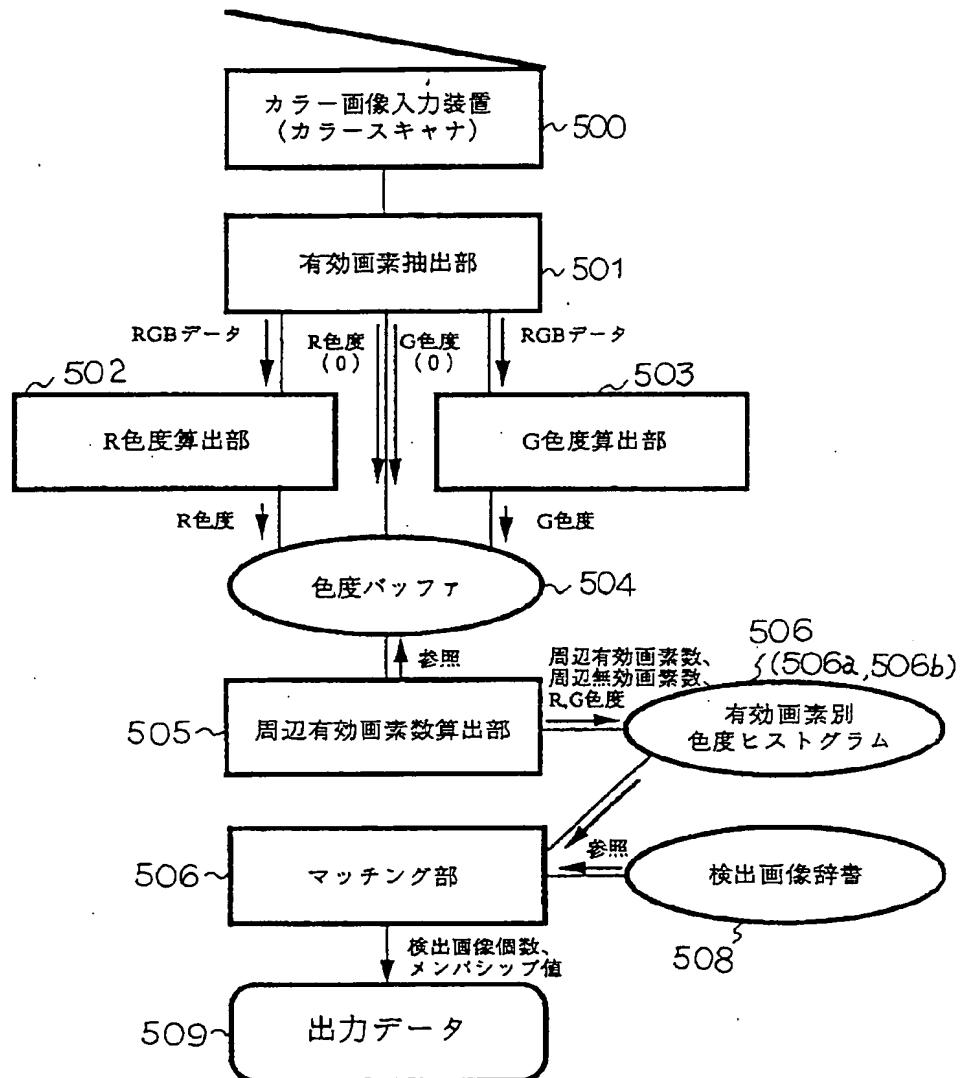 カラー画像入力装置
(カラースキャナ)
500
有効画素抽出部
501
RGBデータ
R色度
(0)
G色度
(0)
RGBデータ
502
503
R色度算出部
G色度算出部
R色度
G色度
色度バッファ
504
参照
周辺有効画素数、
周辺無効画素数、
R,G色度
506
(506a,506b)
505
周辺有効画素数算出部
有効画素別
色度ヒストグラム
506
マッチング部
参照
検出画像辞書
508
検出画像個数、
メンバシップ値
509
出力データ